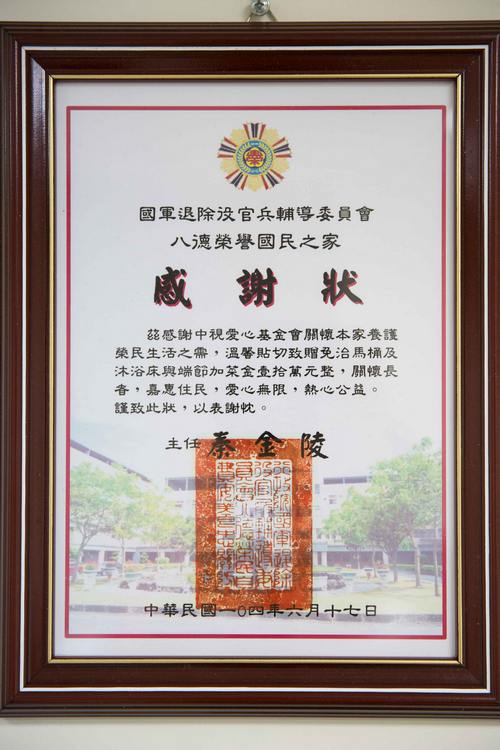 榮
國軍退除役官兵輔導委員會
八德榮譽國民之家
感謝狀
茲感謝中視愛心基金會關懷本家養護
榮民生活之需，溫馨貼切致贈免治馬桶及
沐浴床與端節加菜金壹拾萬元整，關懷長
者，嘉惠住民，愛心無限，熱心公益。
謹致此狀，以表謝忱。
主任 秦金陵
中華民國一〇四年六月十七日